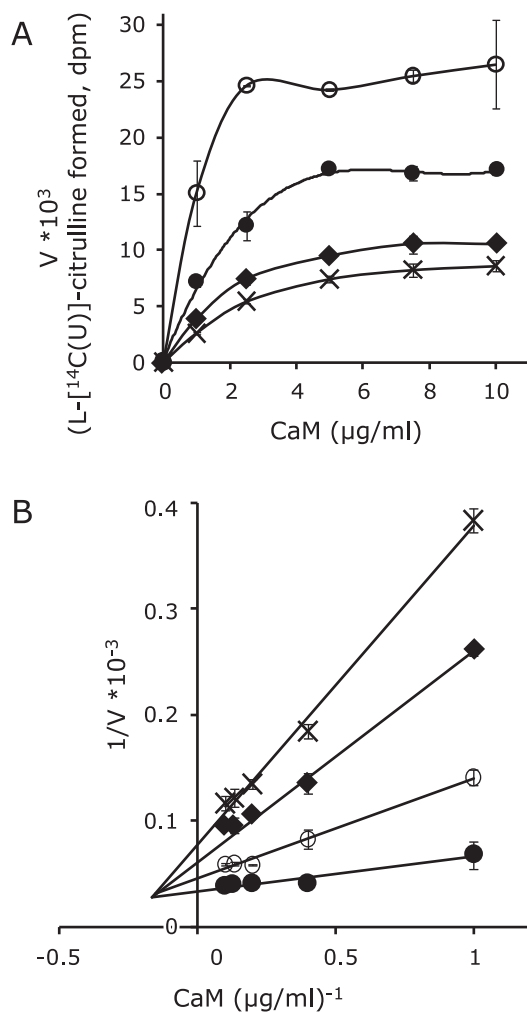 A
V *10³
(L-[¹⁴C(U)]-citrulline formed, dpm)
30
25
20
15
10
5
0
0 2 4 6 8 10
CaM (µg/ml)
B
1/V *10⁻³
0.4
0.3
0.2
0.1
0
-0.5 0 0.5 1
CaM (µg/ml)⁻¹